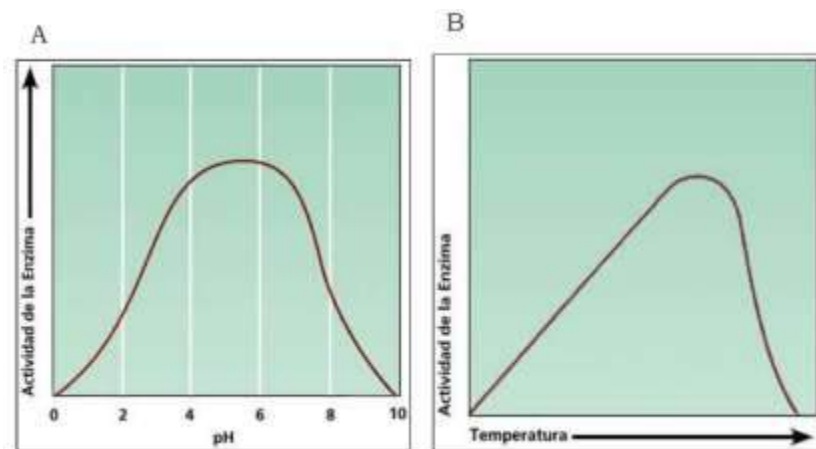 A
Actividad de la Enzima
0 2 4 6 8 10
pH
B
Actividad de la Enzima
Temperatura